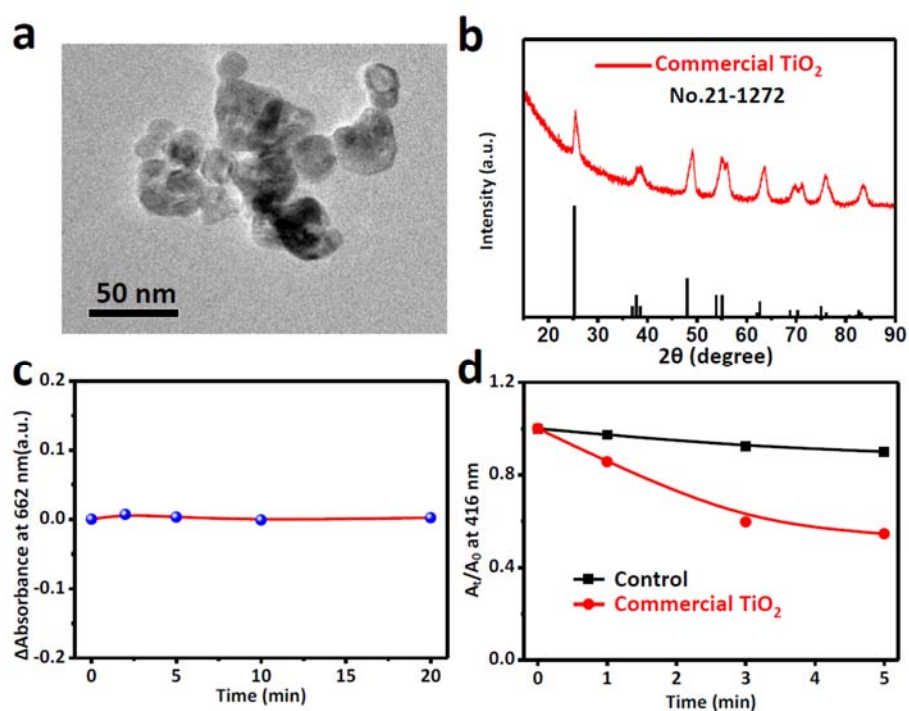 a
50 nm
b
Commercial TiO₂
No.21-1272
Intensity (a.u.)
20 30 40 50 60 70 80 90
2θ (degree)
c
ΔAbsorbance at 662 nm(a.u.)
0.2
0.1
0.0
-0.1
-0.2
0 5 10 15 20
Time (min)
d
Aₜ/A₀ at 416 nm
1.2
0.8
0.4
0.0
Control
Commercial TiO₂
0 1 2 3 4 5
Time (min)